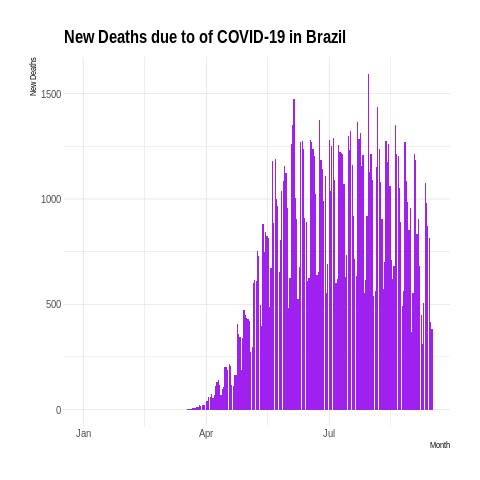 New Deaths due to of COVID-19 in Brazil
New Deaths
1500
1000
500
0
Jan Apr Jul
Month